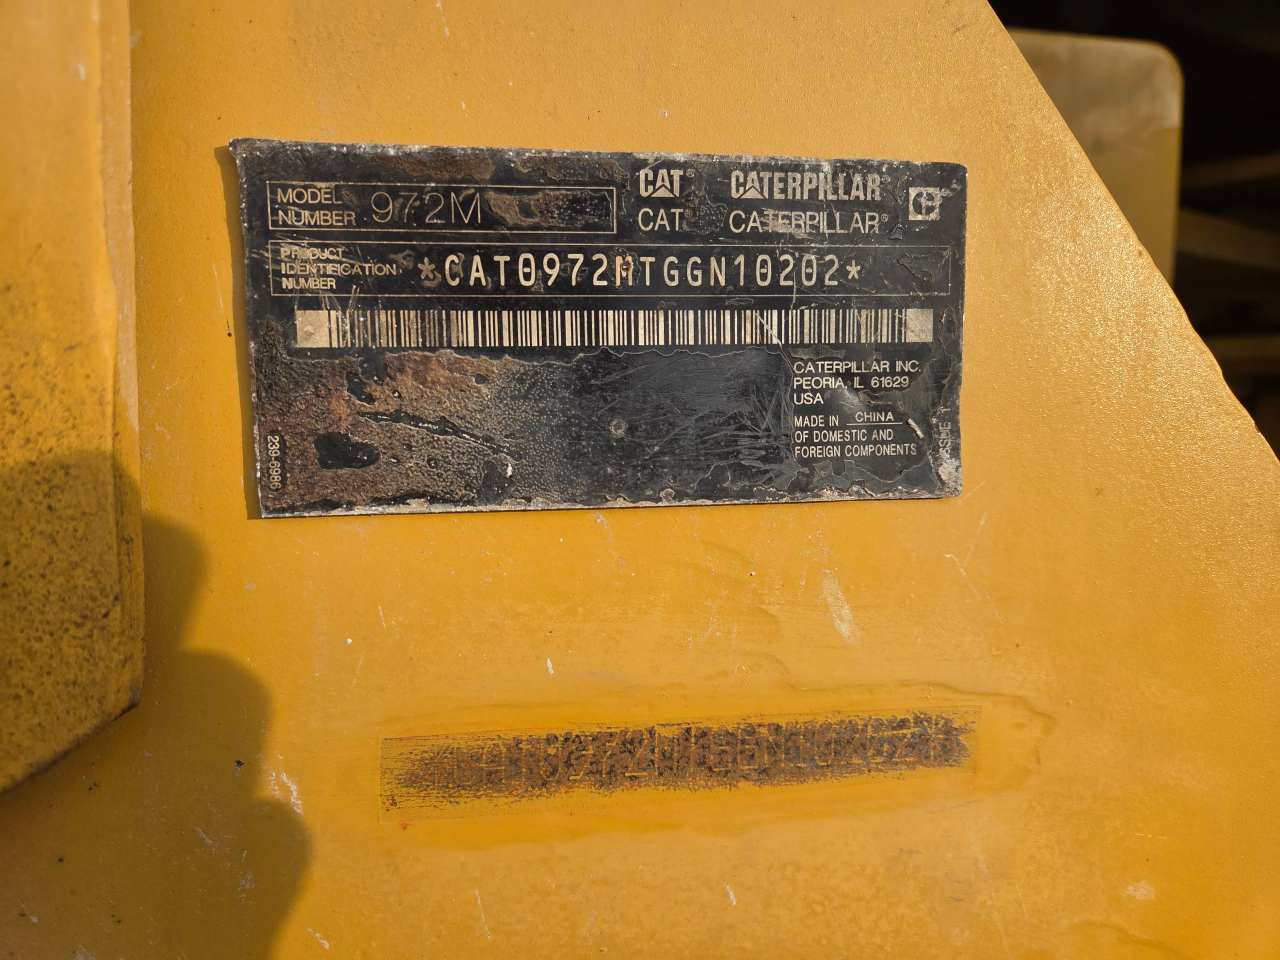 MODEL NUMBER 972M
CAT® CATERPILLAR®
CAT® CATERPILLAR®
PRODUCT IDENTIFICATION NUMBER *CAT0972MTGGN10202*
CATERPILLAR INC.
PEORIA, IL 61629
USA
MADE IN CHINA
OF DOMESTIC AND
FOREIGN COMPONENTS
239-6986